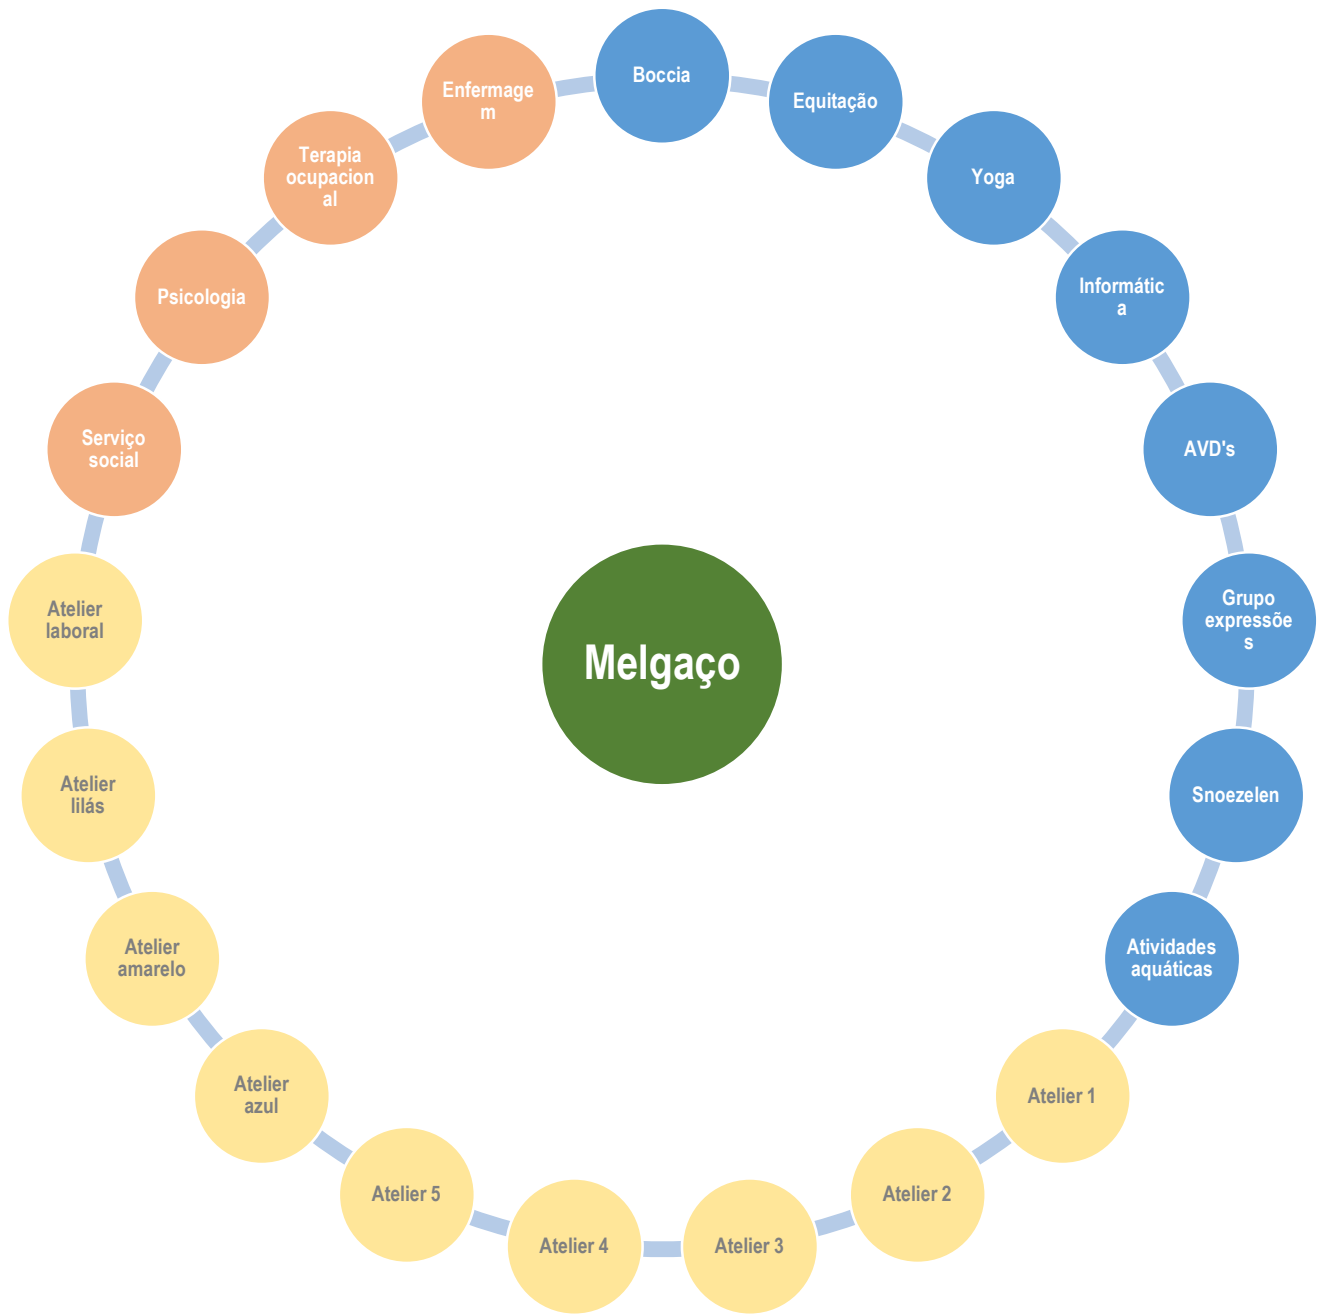 Boccia
Equitação
Yoga
Informátic
a
AVD's
Grupo
expressõe
s
Snoezelen
Atividades
aquáticas
Atelier 1
Atelier 2
Atelier 3
Atelier 4
Atelier 5
Atelier
azul
Atelier
amarelo
Atelier
lilás
Atelier
laboral
Serviço
social
Psicologia
Terapia
ocupacion
al
Enfermage
m
Melgaço